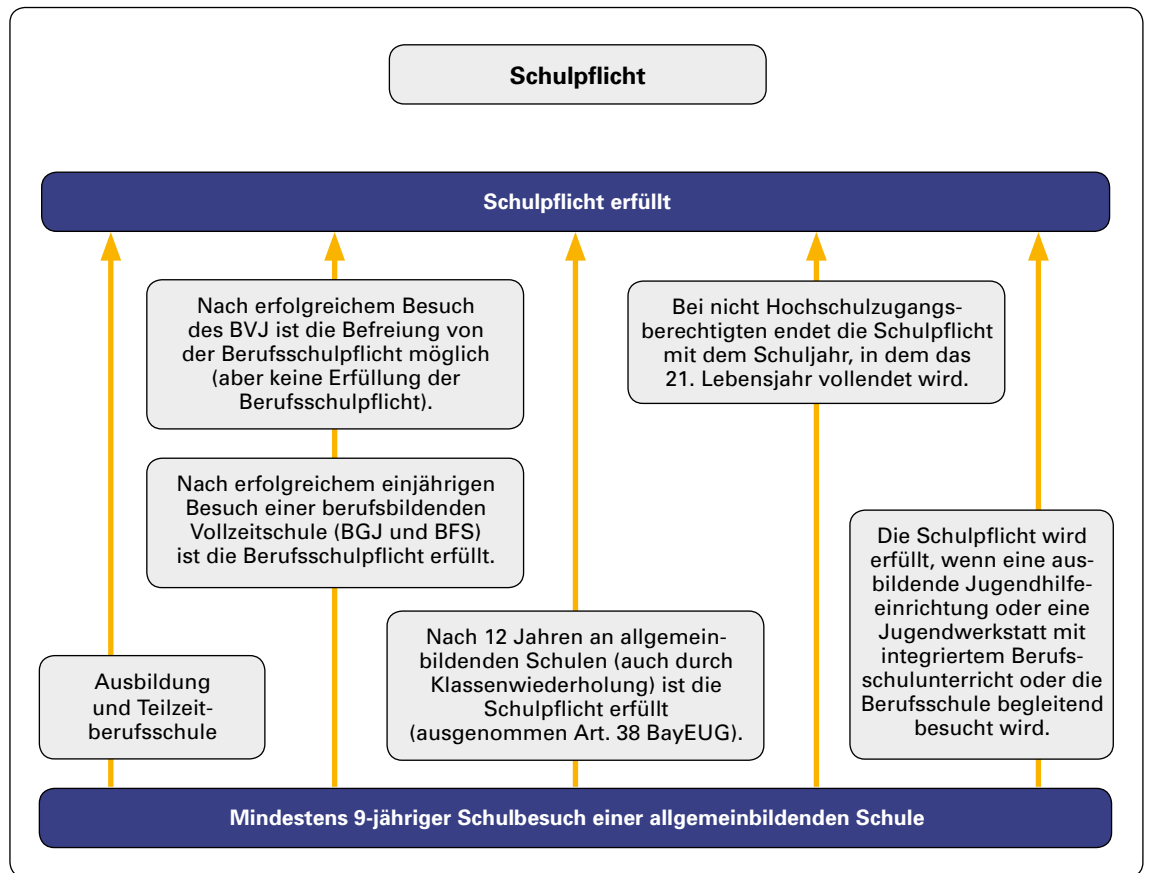 Schulpflicht
Schulpflicht erfüllt
Nach erfolgreichem Besuch
des BVJ ist die Befreiung von
der Berufsschulpflicht möglich
(aber keine Erfüllung der
Berufsschulpflicht).
Bei nicht Hochschulzugangs-
berechtigten endet die Schulpflicht
mit dem Schuljahr, in dem das
21. Lebensjahr vollendet wird.
Nach erfolgreichem einjährigen
Besuch einer berufsbildenden
Vollzeitschule (BGJ und BFS)
ist die Berufsschulpflicht erfüllt.
Die Schulpflicht wird
erfüllt, wenn eine aus-
bildende Jugendhilfe-
einrichtung oder eine
Jugendwerkstatt mit
integriertem Berufs-
schulunterricht oder die
Berufsschule begleitend
besucht wird.
Nach 12 Jahren an allgemein-
bildenden Schulen (auch durch
Klassenwiederholung) ist die
Schulpflicht erfüllt
(ausgenommen Art. 38 BayEUG).
Ausbildung
und Teilzeit-
berufsschule
Mindestens 9-jähriger Schulbesuch einer allgemeinbildenden Schule